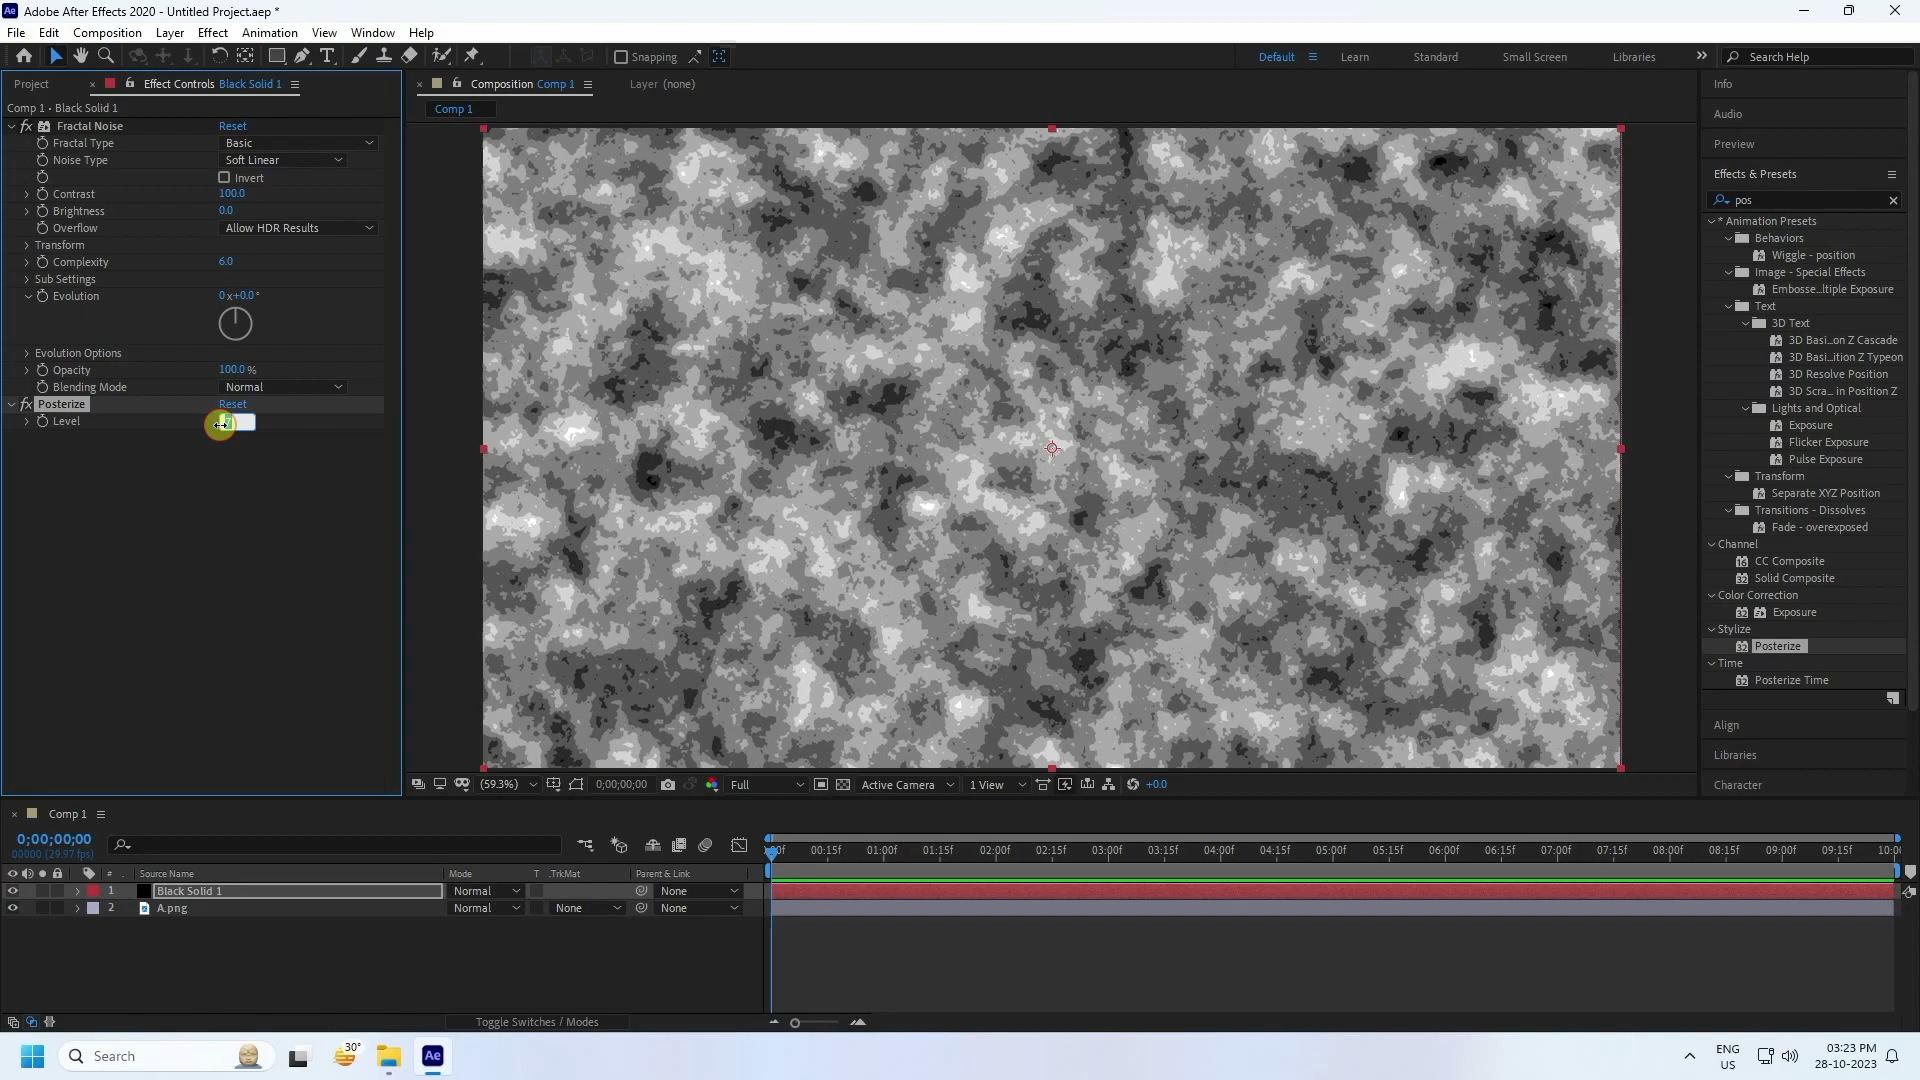 Adobe After Effects 2020 - Untitled Project.aep *
File Edit Composition Layer Effect Animation View Window Help
Snapping
Default Learn Standard Small Screen Libraries Search Help
Project Effect Controls Black Solid 1
Composition Comp 1 Layer (none)
Comp 1 • Black Solid 1
Comp 1
Fractal Noise Reset
Fractal Type Basic
Noise Type Soft Linear
Invert
Contrast 100.0
Brightness 0.0
Overflow Allow HDR Results
Transform
Complexity 6.0
Sub Settings
Evolution 0x+0.0°
Evolution Options
Opacity 100.0 %
Blending Mode Normal
Posterize Reset
Level
Info
Audio
Preview
Effects & Presets
pos
* Animation Presets
Behaviors
Wiggle - position
Image - Special Effects
Embosse...ltiple Exposure
Text
3D Text
3D Basi...on Z Cascade
3D Basi...ition Z Typeon
3D Resolve Position
3D Scra... in Position Z
Lights and Optical
Exposure
Flicker Exposure
Pulse Exposure
Transform
Separate XYZ Position
Transitions - Dissolves
Fade - overexposed
Channel
CC Composite
Solid Composite
Color Correction
Exposure
Stylize
Posterize
Time
Posterize Time
Align
Libraries
Character
(59.3%) 0;00;00;00 Full Active Camera 1 View +0.0
Comp 1
0;00;00;00
00000 (29.97 fps)
00f 00:15f 01:00f 01:15f 02:00f 02:15f 03:00f 03:15f 04:00f 04:15f 05:00f 05:15f 06:00f 06:15f 07:00f 07:15f 08:00f 08:15f 09:00f 09:15f 10:0
# Source Name Mode T .TrkMat Parent & Link
1 Black Solid 1 Normal None
2 A.png Normal None None
Toggle Switches / Modes
Search 30° Ae
ENG
US
03:23 PM
28-10-2023